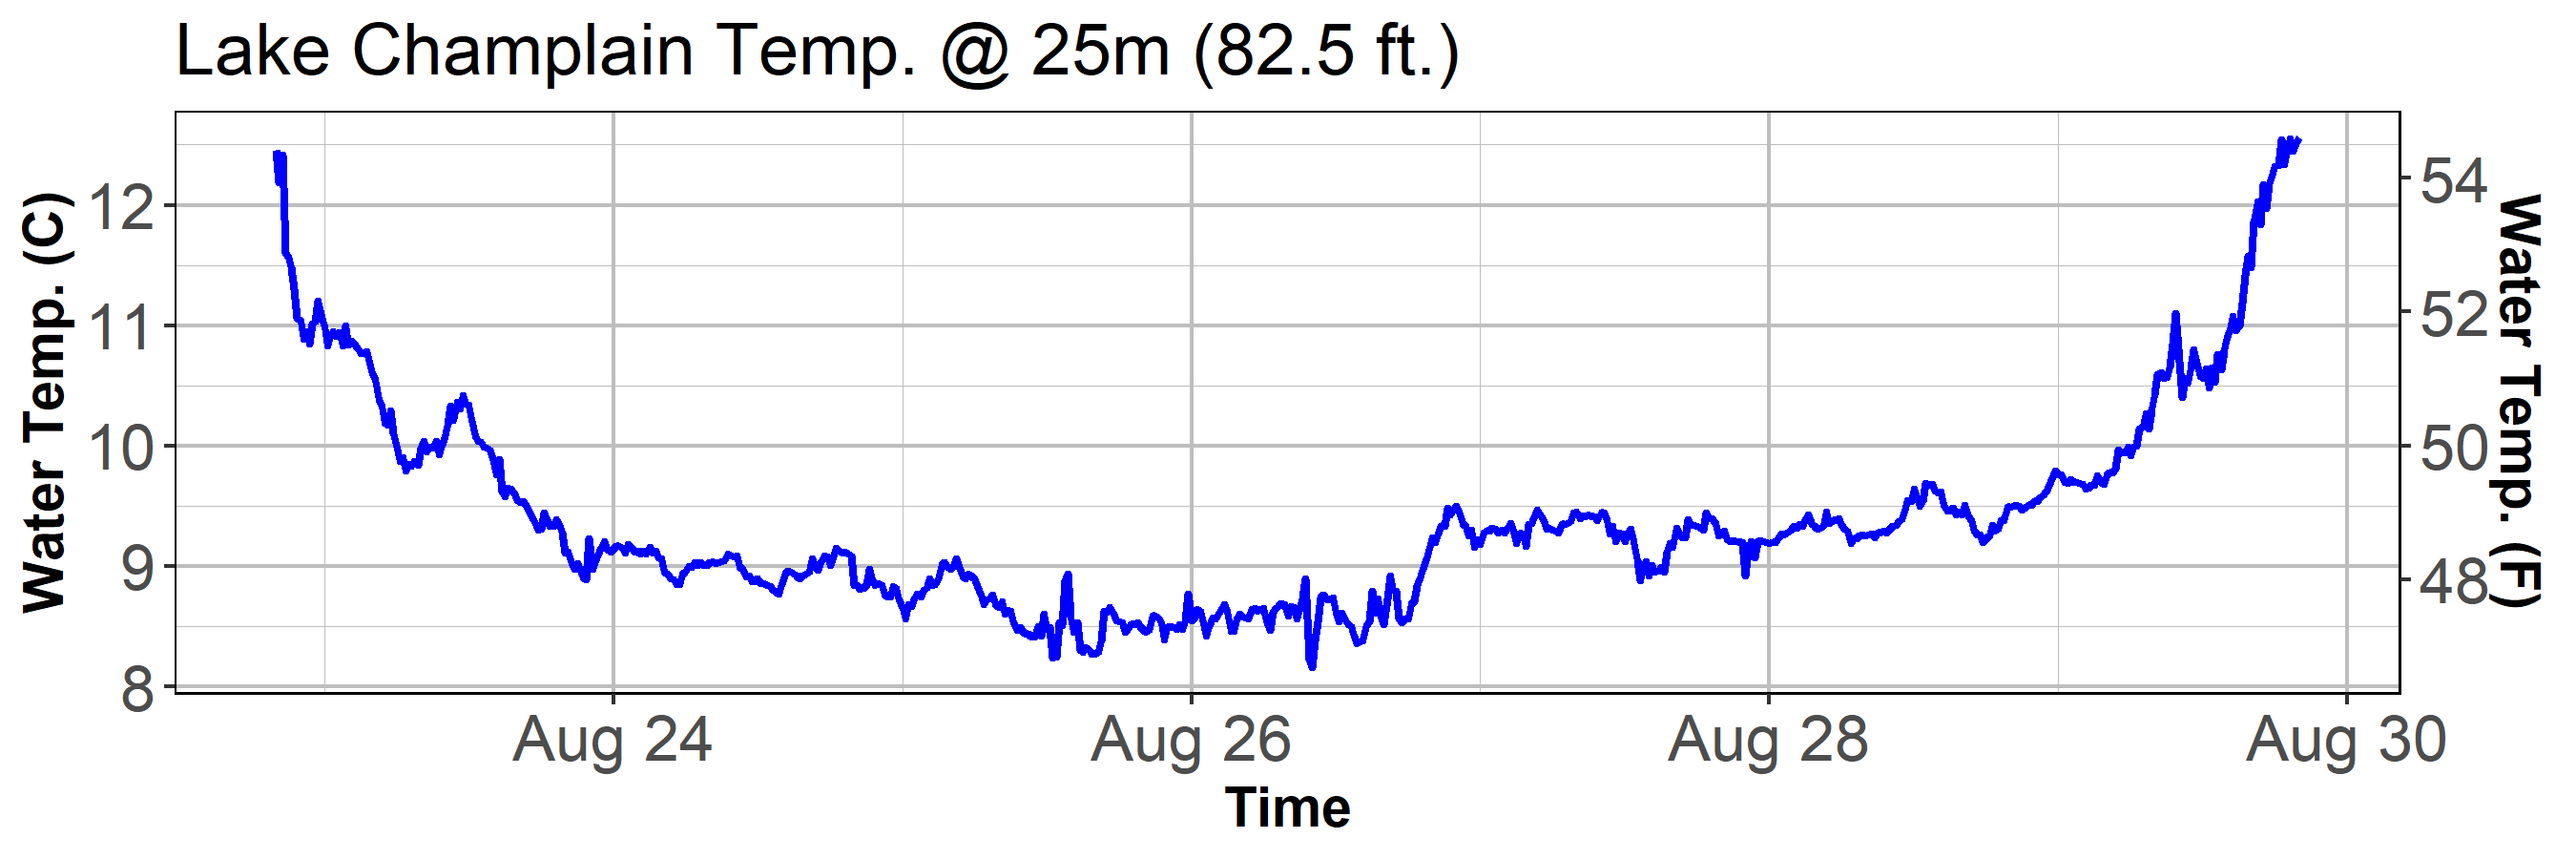 Lake Champlain Temp. @ 25m (82.5 ft.)
Water Temp. (C)
12
11
10
9
8
54
52
50
48
Water Temp. (F)
Aug 24 Aug 26 Aug 28 Aug 30
Time